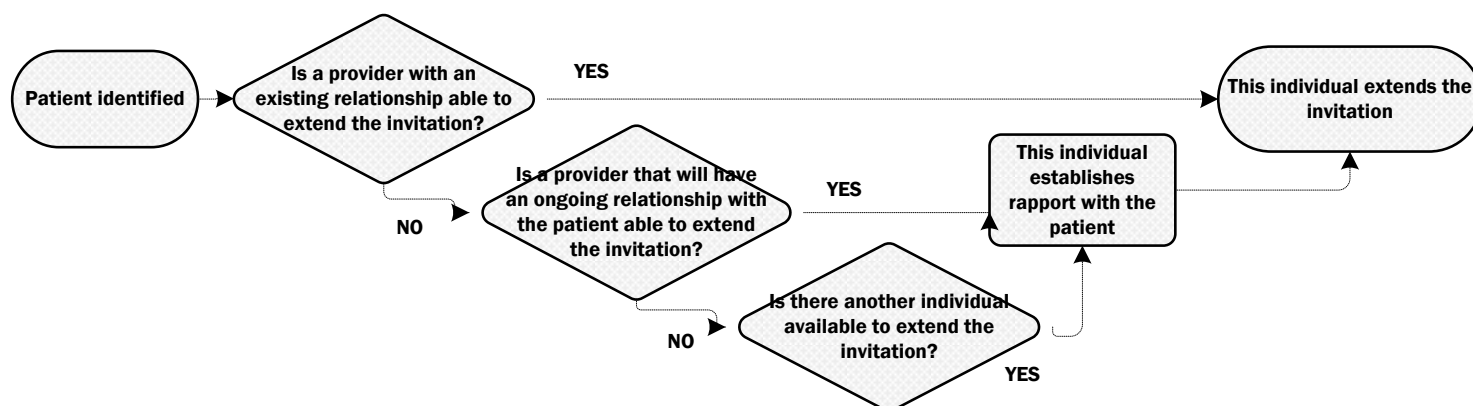 Patient identified
Is a provider with an
existing relationship able to
extend the invitation?
YES
This individual extends the
invitation
NO
Is a provider that will have
an ongoing relationship with
the patient able to extend
the invitation?
YES
This individual
establishes
rapport with the
patient
NO
Is there another individual
available to extend the
invitation?
YES